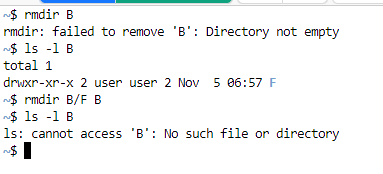 ~$ rmdir B
rmdir: failed to remove 'B': Directory not empty
~$ ls -l B
total 1
drwxr-xr-x 2 user user 2 Nov  5 06:57 F
~$ rmdir B/F B
~$ ls -l B
ls: cannot access 'B': No such file or directory
~$